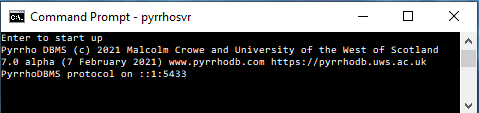 Command Prompt - pyrrhosvr
Enter to start up
Pyrrho DBMS (c) 2021 Malcolm Crowe and University of the West of Scotland
7.0 alpha (7 February 2021) www.pyrrhodb.com https://pyrrhodb.uws.ac.uk
PyrrhoDBMS protocol on ::1:5433